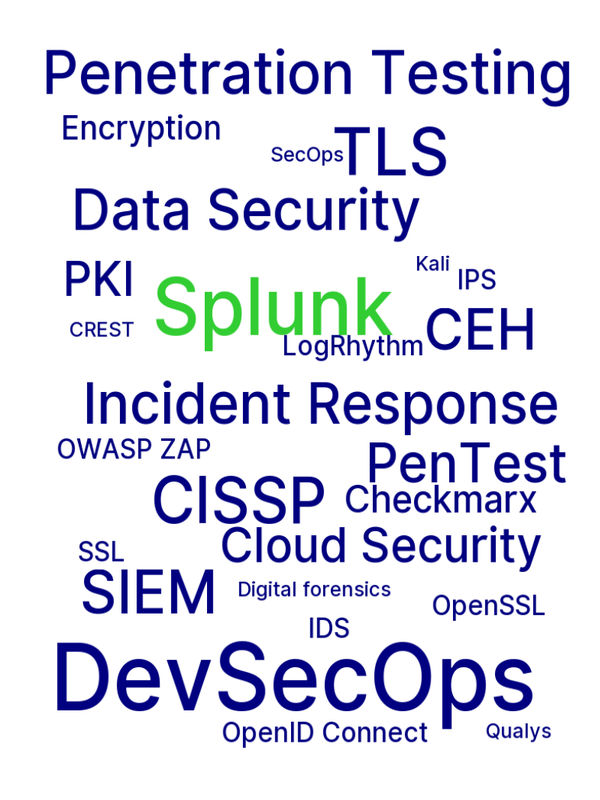 Penetration Testing
Encryption
SecOps
TLS
Data Security
Kali
PKI
IPS
Splunk
CREST
CEH
LogRhythm
Incident Response
OWASP ZAP
PenTest
CISSP
Checkmarx
Cloud Security
SSL
SIEM
Digital forensics
OpenSSL
IDS
DevSecOps
OpenID Connect
Qualys